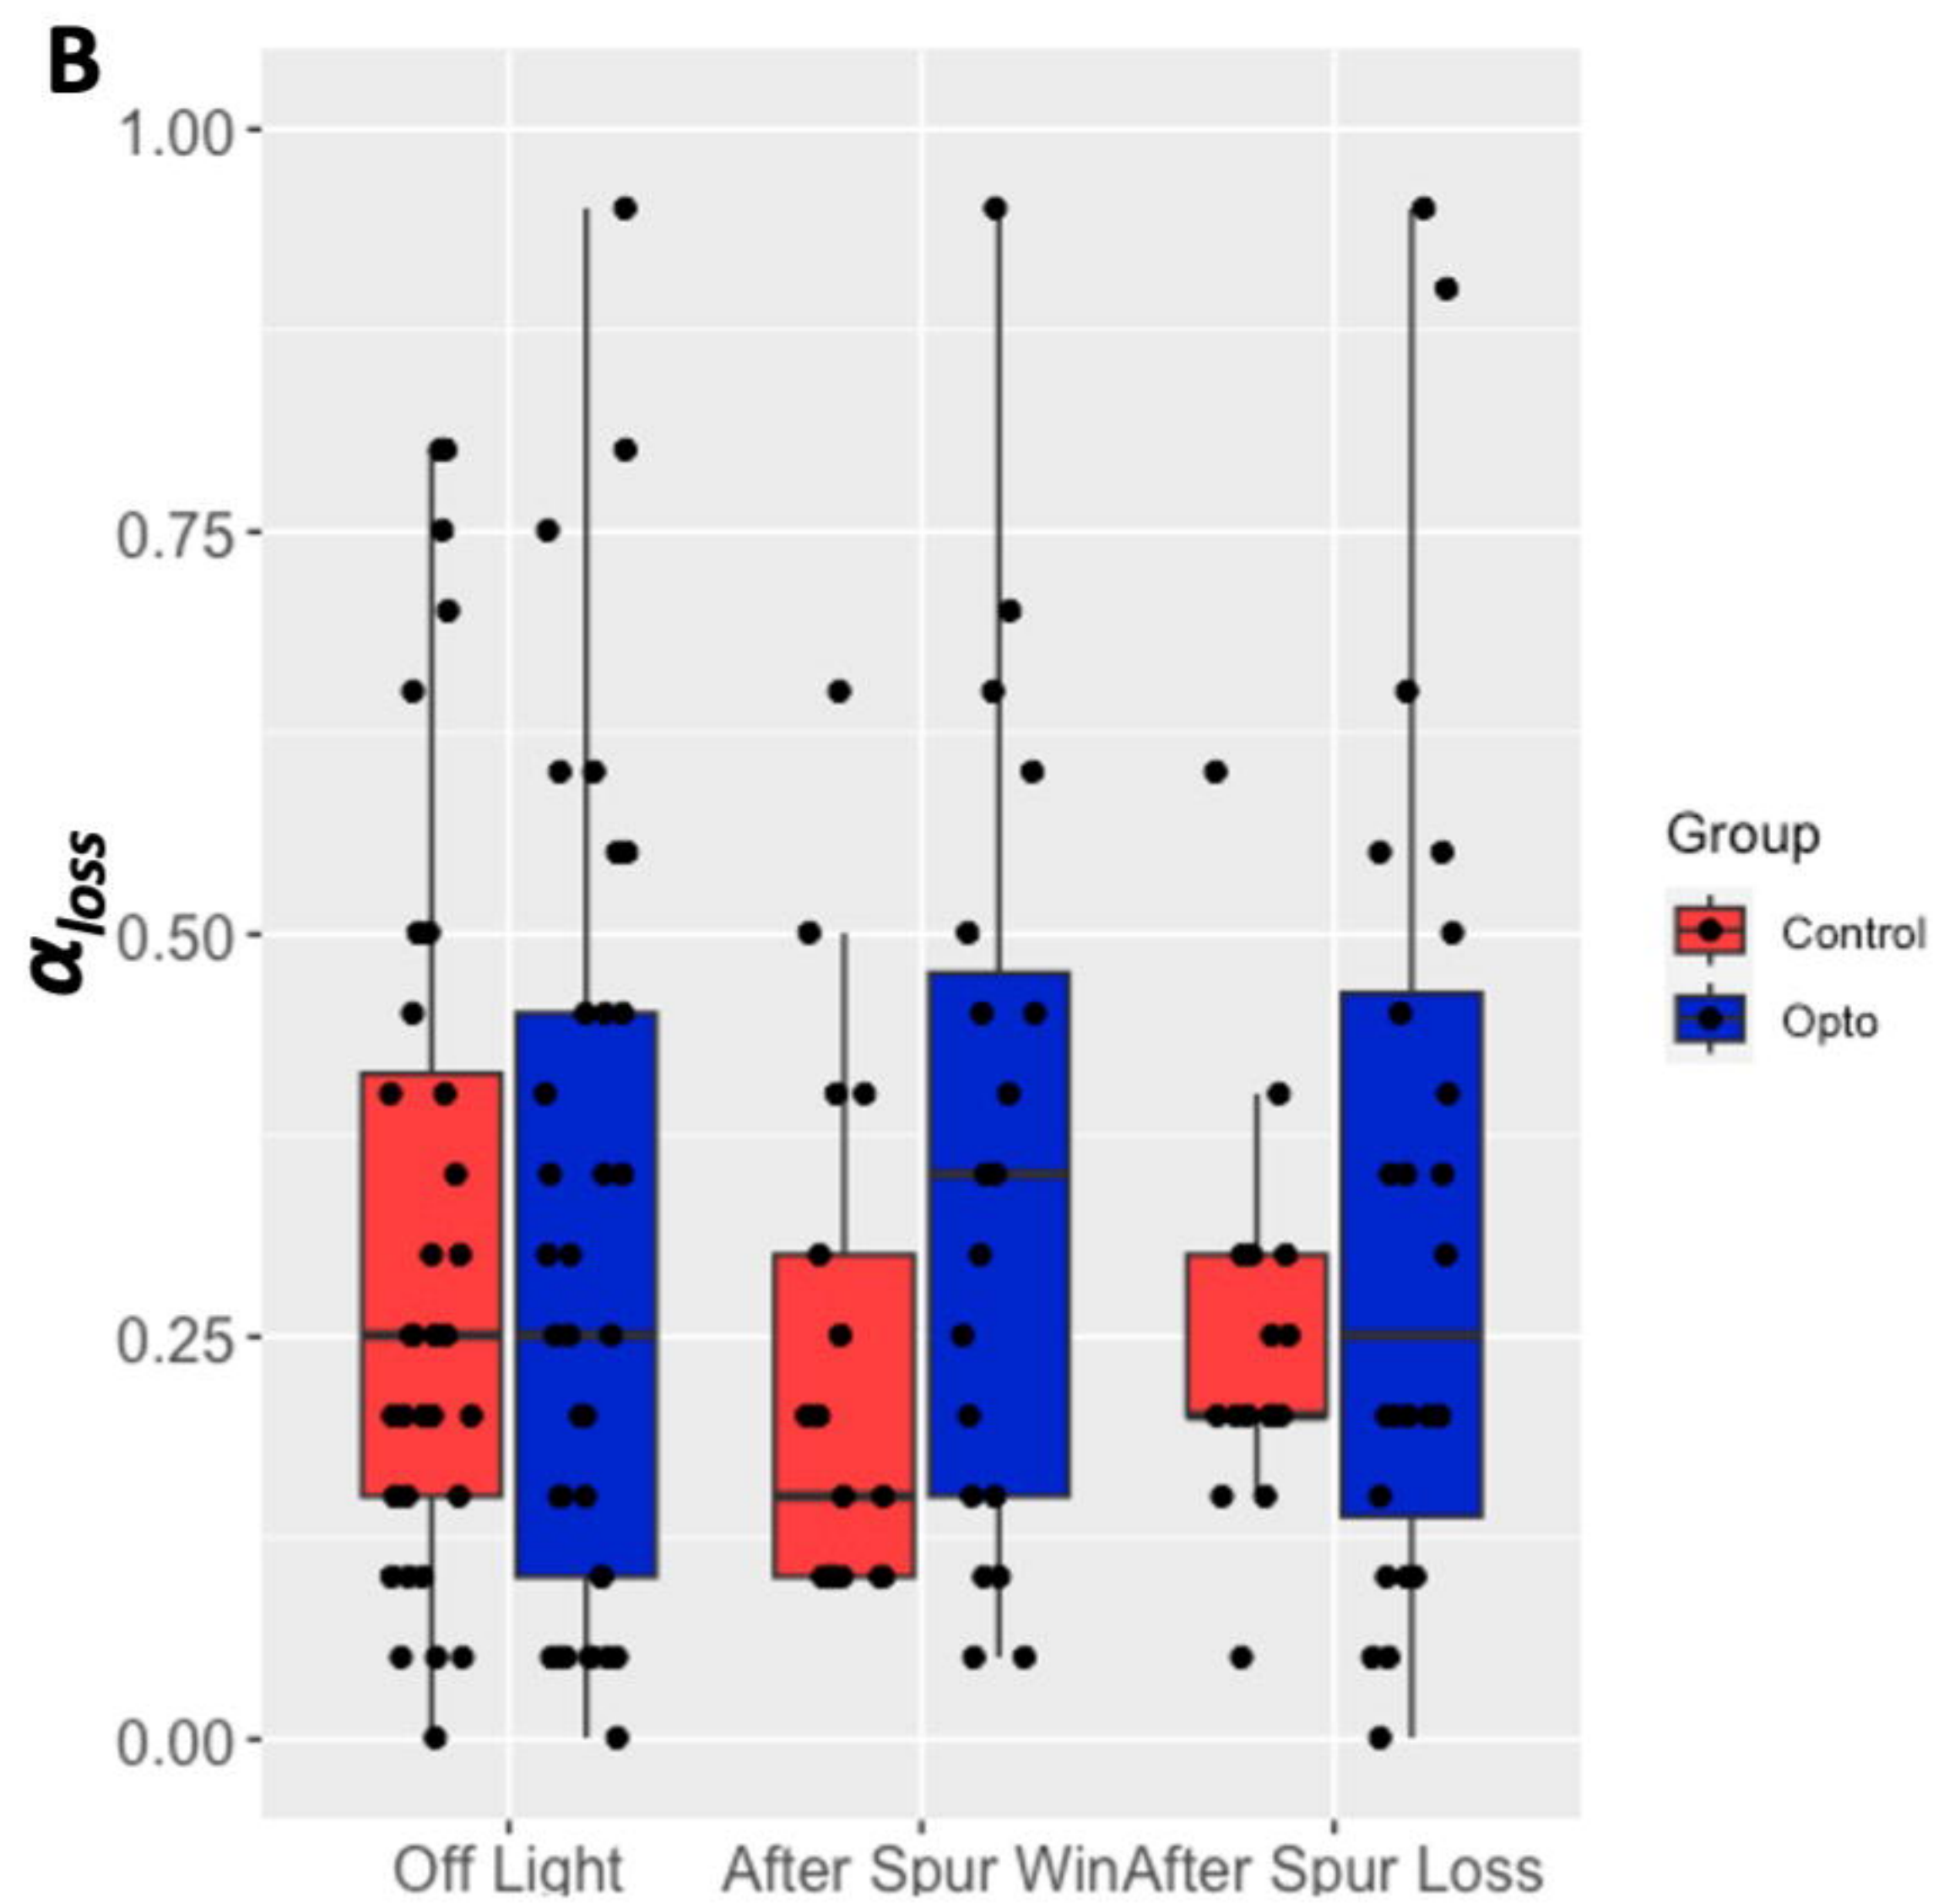 B
1.00
0.75
0.50
0.25
0.00
αloss
Off Light
After Spur Win
After Spur Loss
Group
Control
Opto